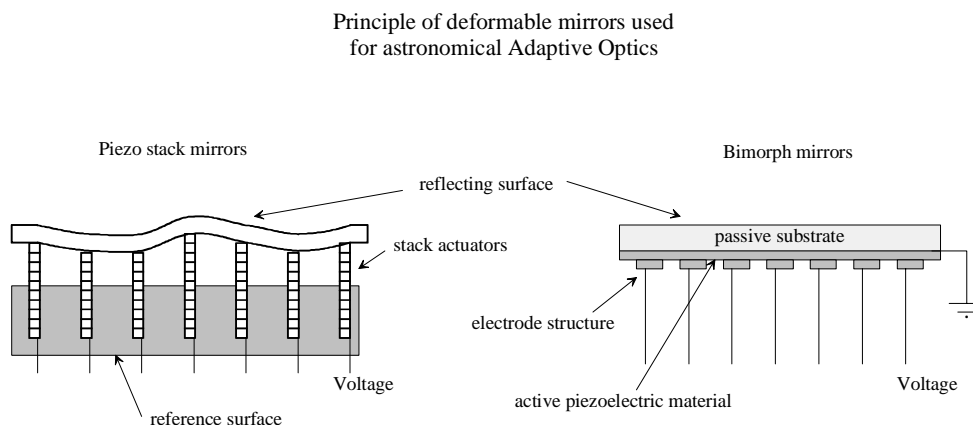 Principle of deformable mirrors used
for astronomical Adaptive Optics
Piezo stack mirrors
Bimorph mirrors
reflecting surface
stack actuators
passive substrate
electrode structure
Voltage
Voltage
active piezoelectric material
reference surface